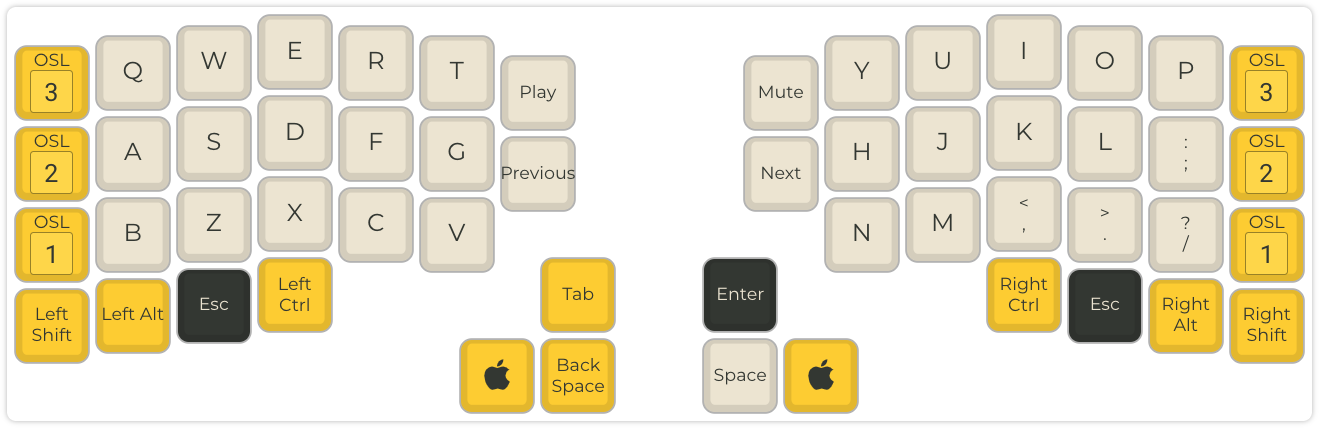 OSL
3
Q
W
E
R
T
Play
Mute
Y
U
I
O
P
OSL
3
OSL
2
A
S
D
F
G
Previous
Next
H
J
K
L
:
;
OSL
2
OSL
1
B
Z
X
C
V
N
M
<
,
>
.
?
/
OSL
1
Left
Shift
Left Alt
Esc
Left
Ctrl
Tab
Enter
Right
Ctrl
Esc
Right
Alt
Right
Shift
Back
Space
Space